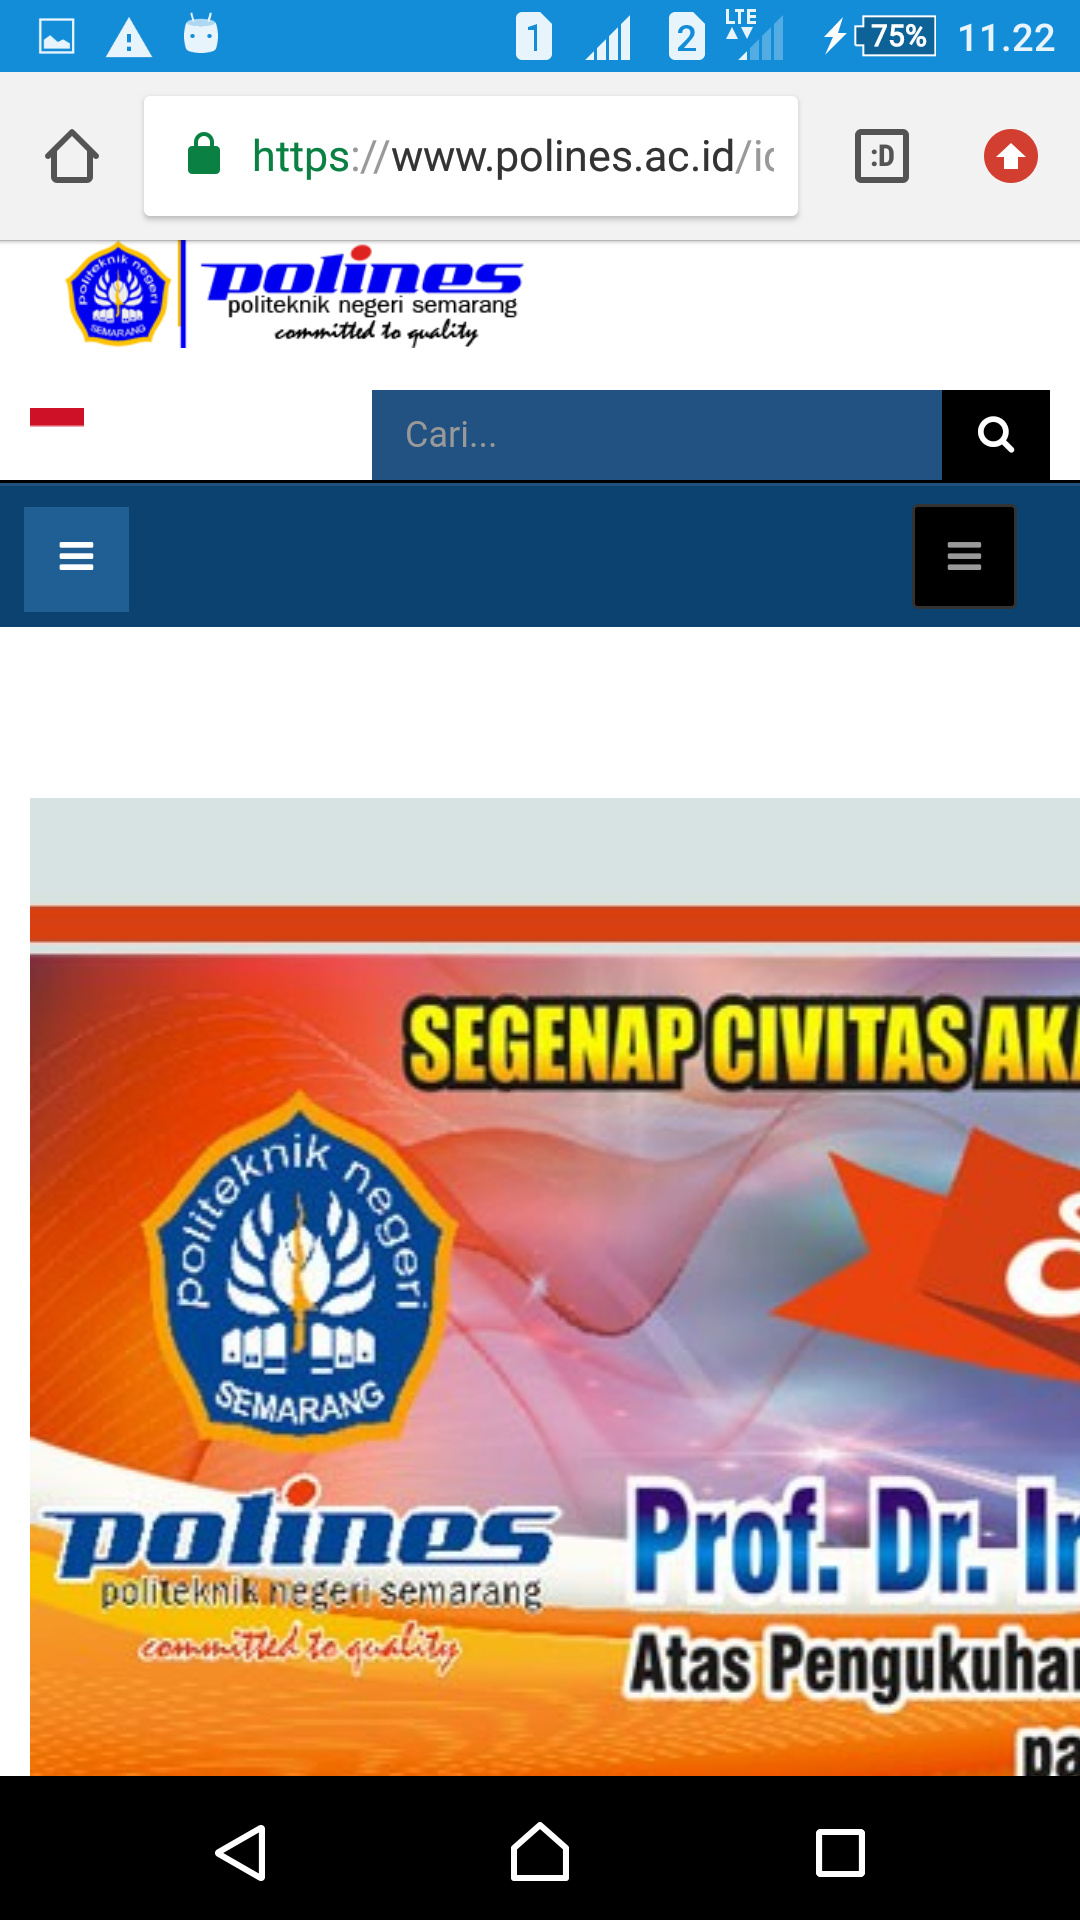 1 2 LTE 75% 11.22
https://www.polines.ac.id/ic :D
politeknik negeri SEMARANG
polines
politeknik negeri semarang
committed to quality
Cari...
SEGENAP CIVITAS AKA
politeknik negeri
SEMARANG
polines
politeknik negeri semarang
committed to quality
Prof. Dr. Ir
Atas Pengukuhan
pa